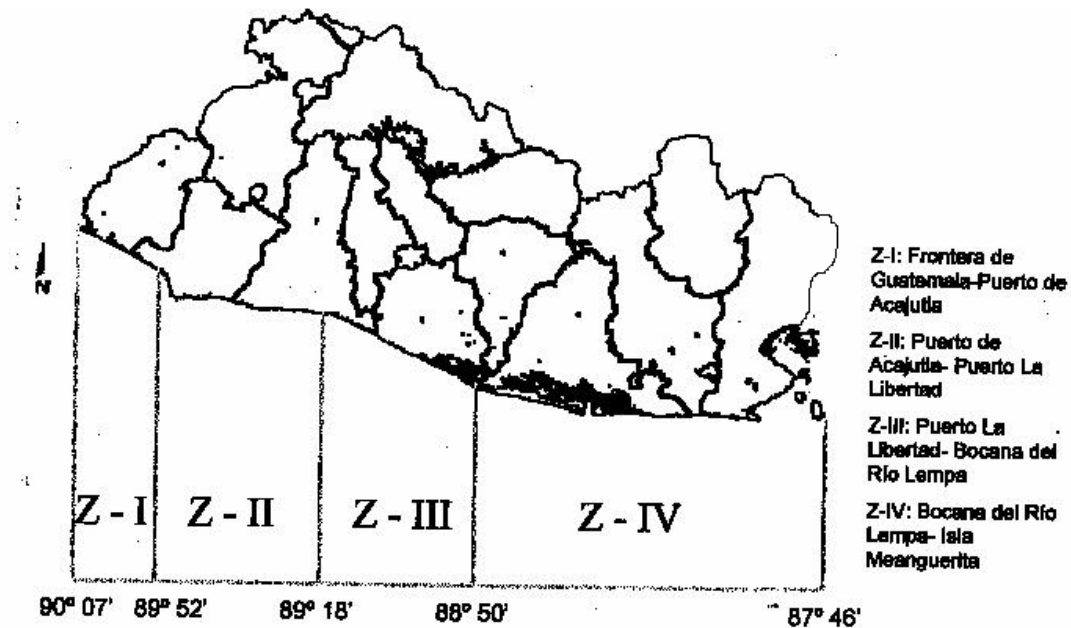 N
Z-I: Frontera de
Guatemala-Puerto de
Acajutla
Z-II: Puerto de
Acajutla- Puerto La
Libertad
Z-III: Puerto La
Libertad- Bocana del
Río Lempa
Z-IV: Bocana del Río
Lempa- Isla
Meanguerita
Z - I
Z - II
Z - III
Z - IV
90º 07'
89º 52'
89º 18'
88º 50'
87º 46'